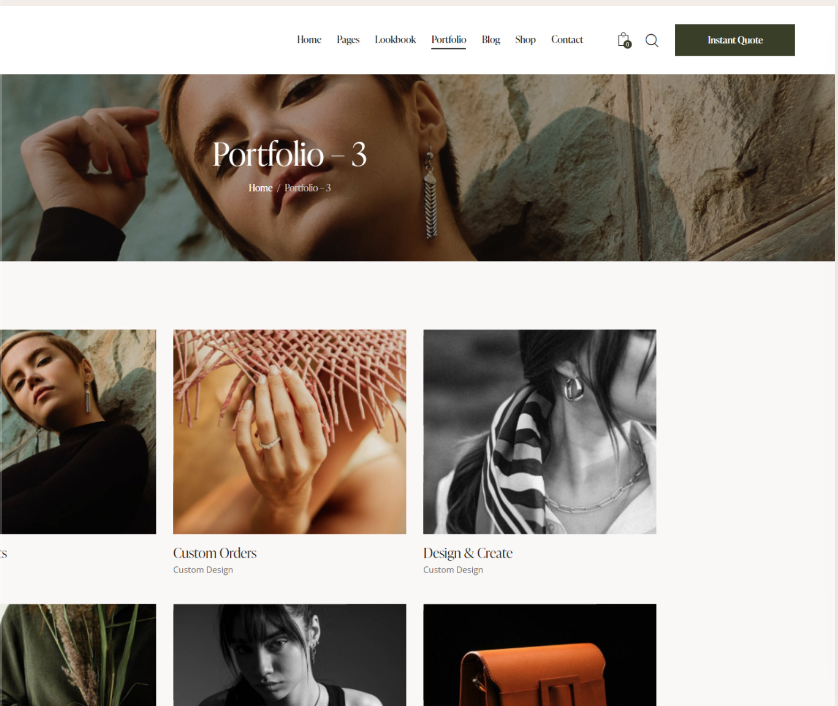 Home Pages Lookbook Portfolio Blog Shop Contact 0 Instant Quote
Portfolio – 3
Home / Portfolio – 3
Custom Orders Design & Create
Custom Design Custom Design